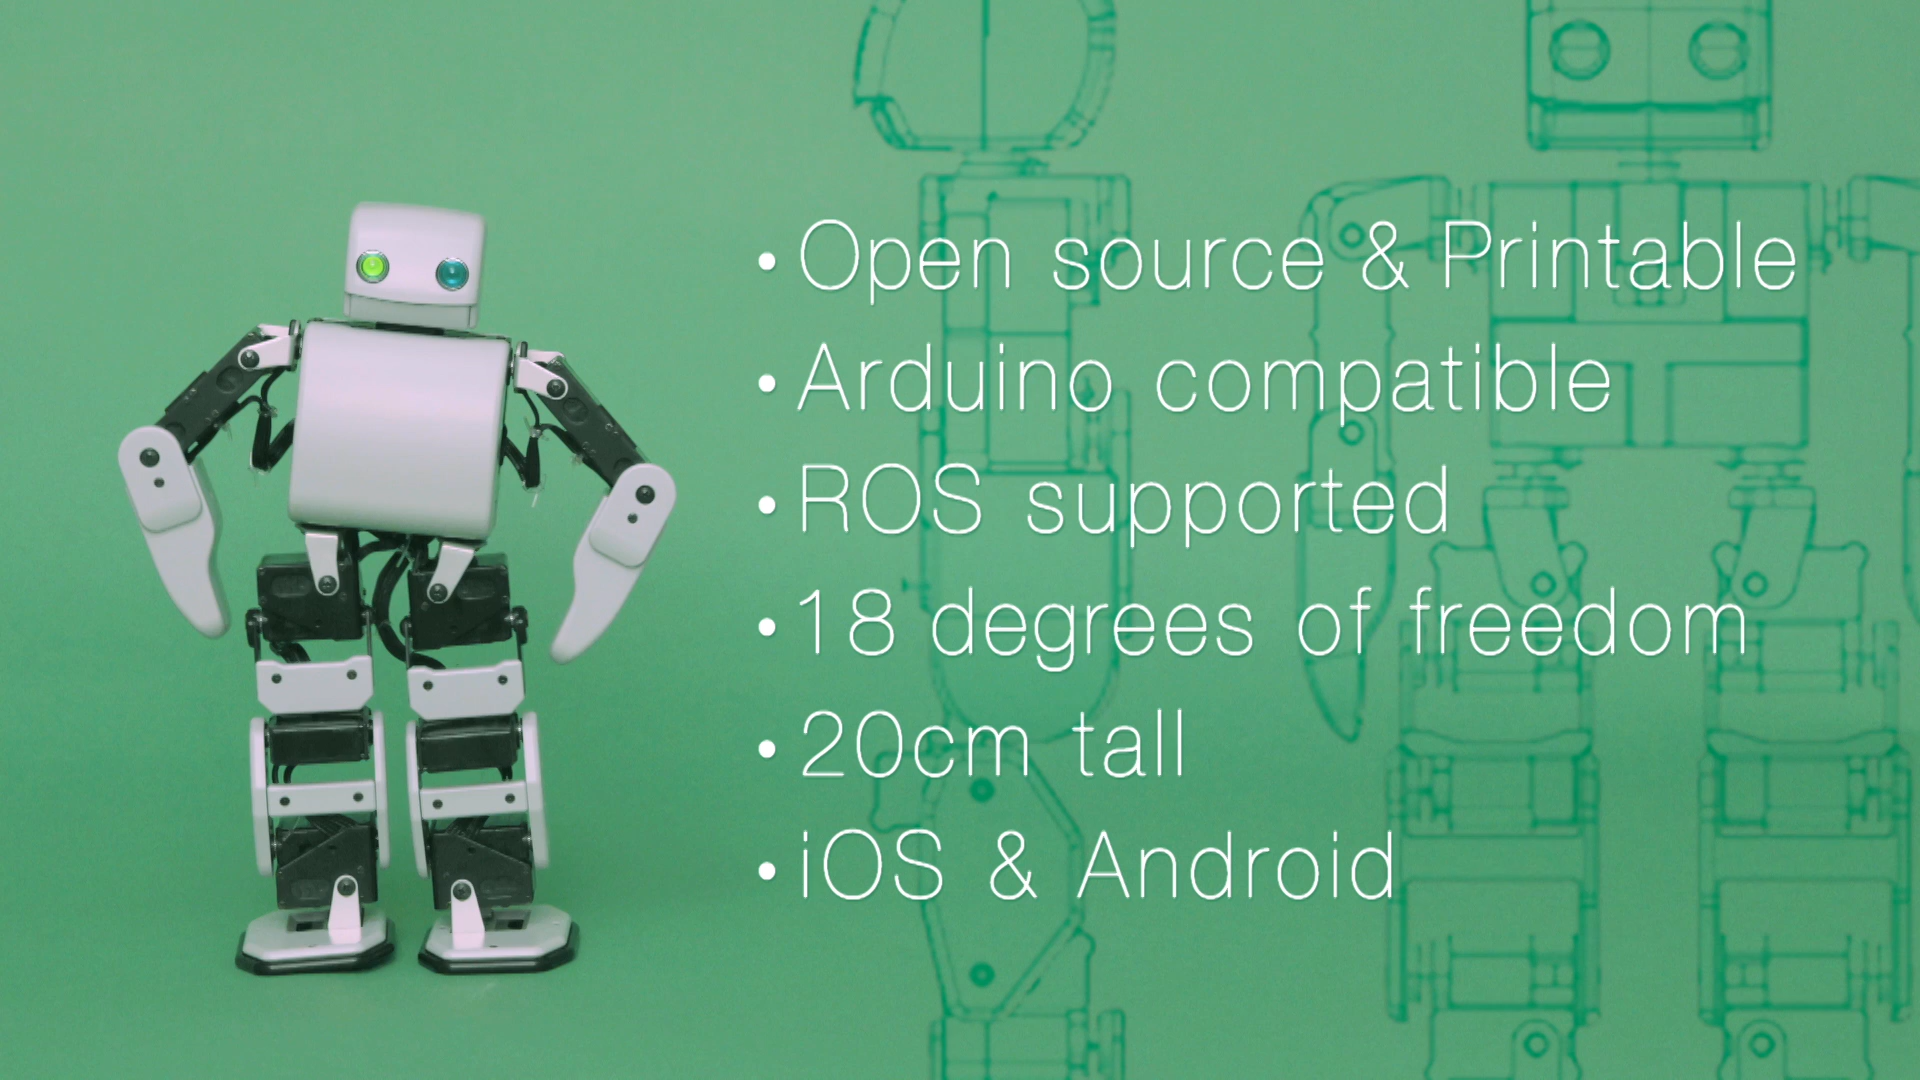 • Open source & Printable
• Arduino compatible
• ROS supported
• 18 degrees of freedom
• 20cm tall
• iOS & Android